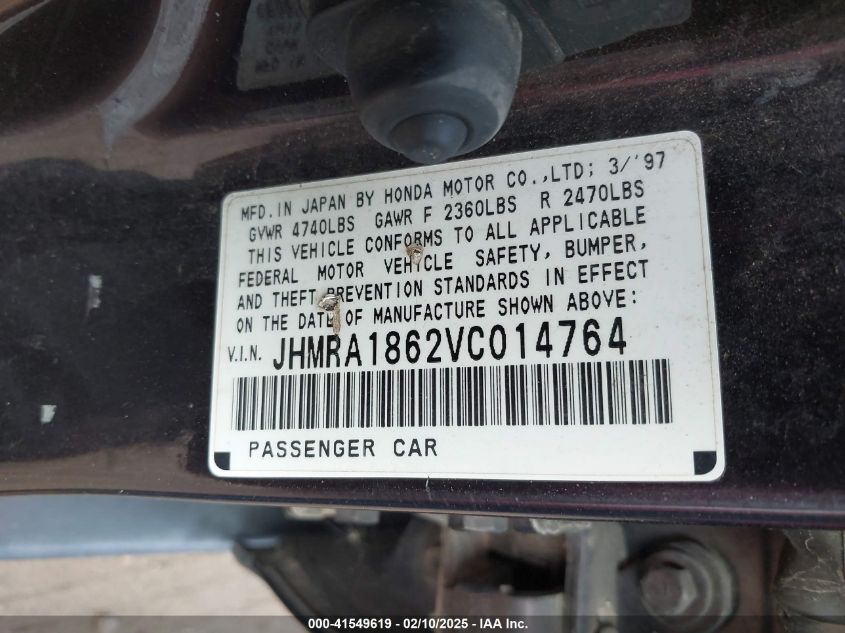 MFD. IN JAPAN BY HONDA MOTOR CO.,LTD; 3/'97
GVWR 4740LBS GAWR F 2360LBS R 2470LBS
THIS VEHICLE CONFORMS TO ALL APPLICABLE
FEDERAL MOTOR VEHICLE SAFETY, BUMPER,
AND THEFT PREVENTION STANDARDS IN EFFECT
ON THE DATE OF MANUFACTURE SHOWN ABOVE:
V.I.N. JHMRA1862VC014764
PASSENGER CAR
000-41549619 - 02/10/2025 - IAA Inc.